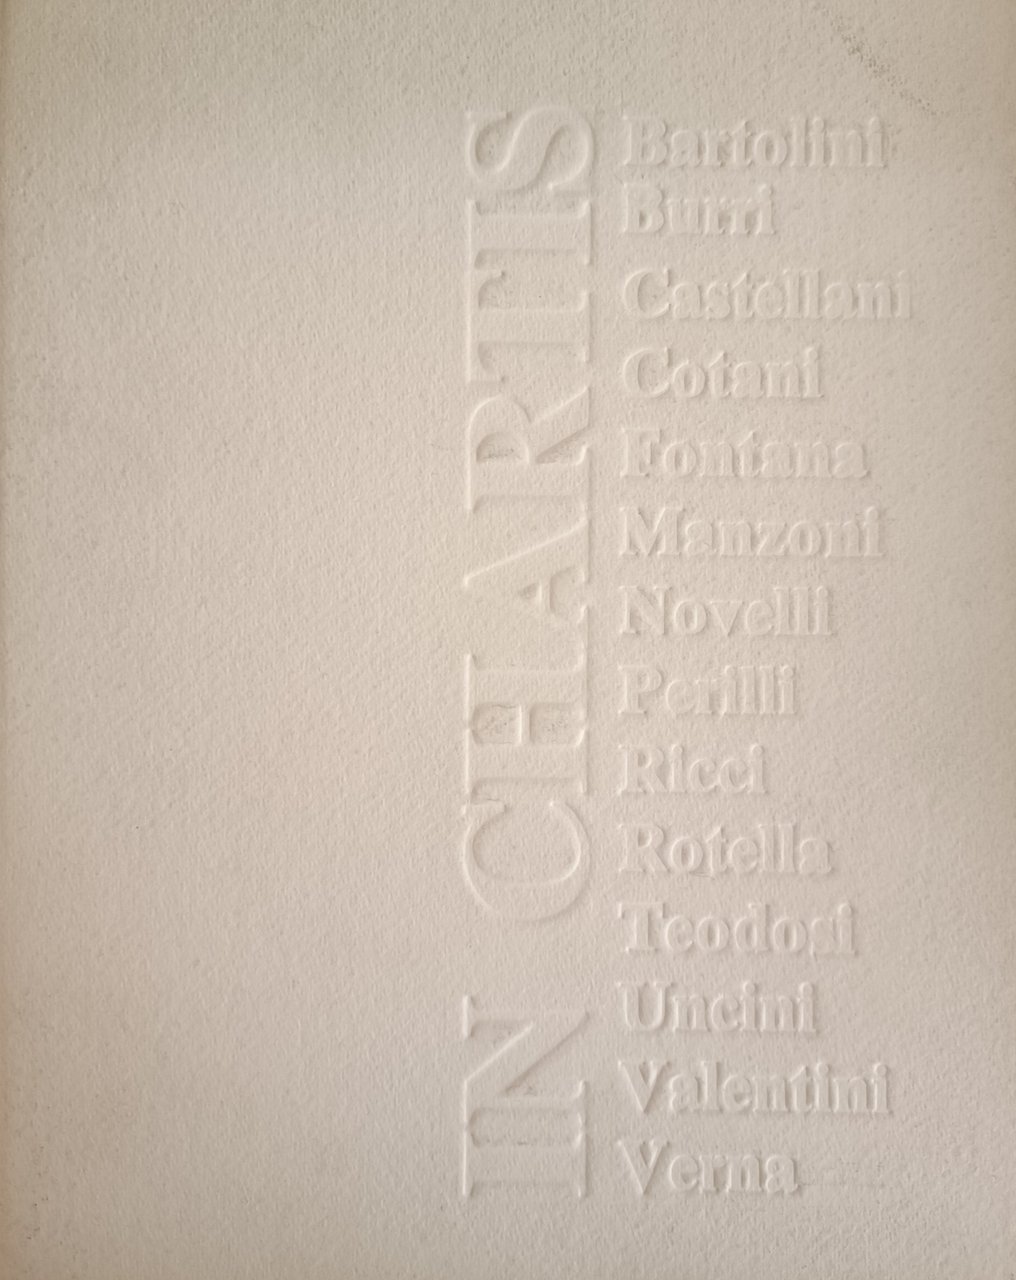 IN CHARTIS
Bartolini
Burri
Castellani
Cotani
Fontana
Manzoni
Novelli
Perilli
Ricci
Rotella
Teodosi
Uncini
Valentini
Verna